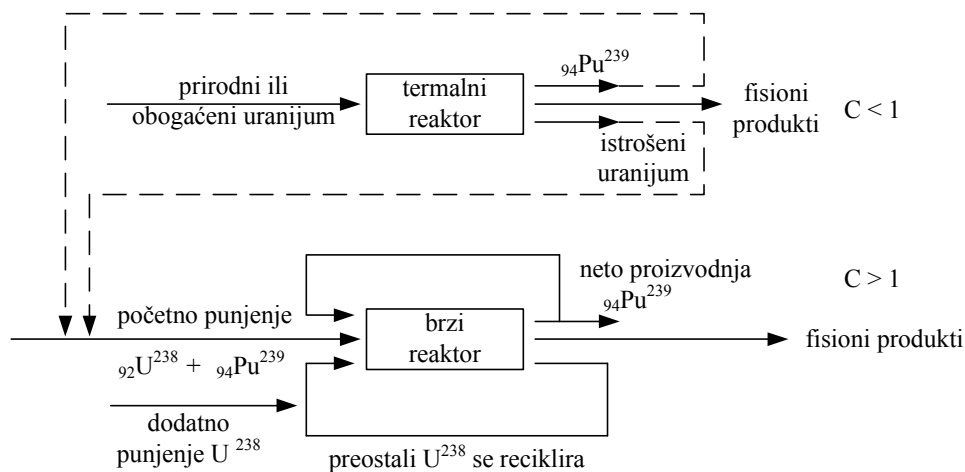 ₉₄Pu²³⁹
prirodni ili
obogaćeni uranijum
termalni
reaktor
fisioni
produkti
C < 1
istrošeni
uranijum
neto proizvodnja
₉₄Pu²³⁹
C > 1
početno punjenje
brzi
reaktor
fisioni produkti
₉₂U²³⁸ + ₉₄Pu²³⁹
dodatno
punjenje U ²³⁸
preostali U²³⁸ se reciklira